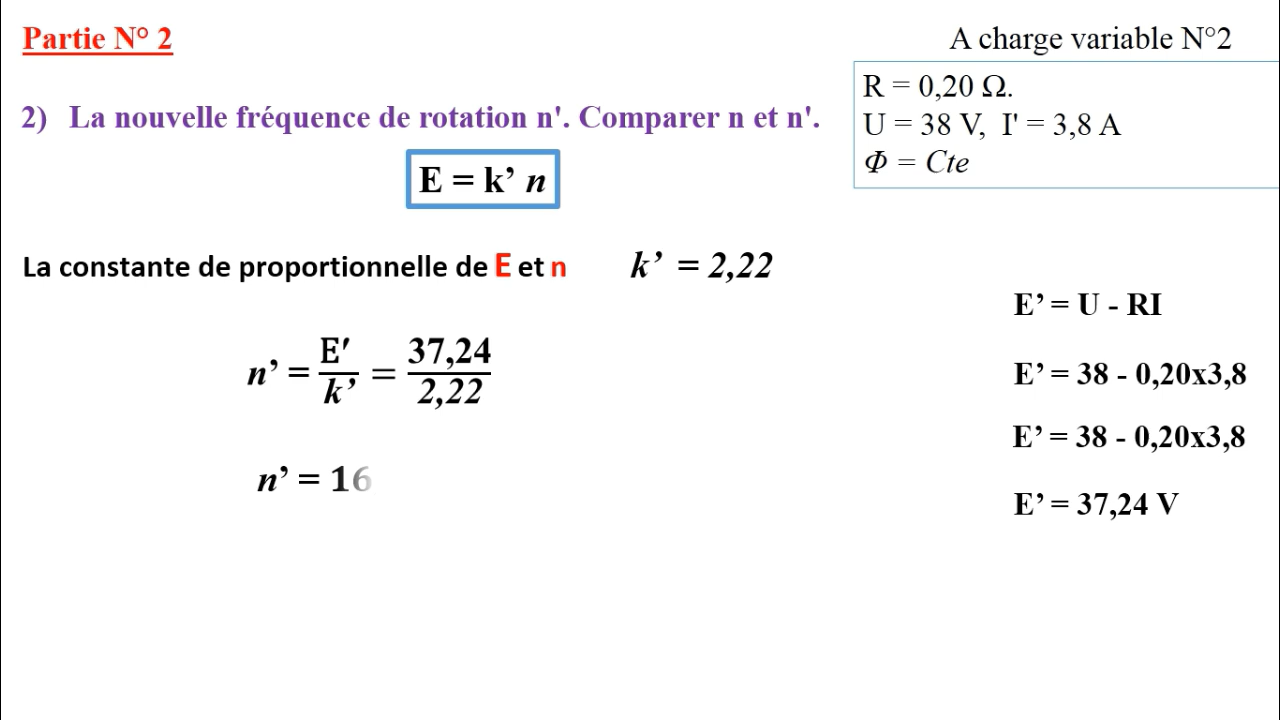 Partie N° 2
A charge variable N°2
R = 0,20 Ω.
U = 38 V, I' = 3,8 A
Φ = Cte
2) La nouvelle fréquence de rotation n'. Comparer n et n'.
E = k’ n
La constante de proportionnelle de E et n k’ = 2,22
n’ = E′/k’ = 37,24/2,22
n’ = 16
E’ = U - RI
E’ = 38 - 0,20x3,8
E’ = 38 - 0,20x3,8
E’ = 37,24 V